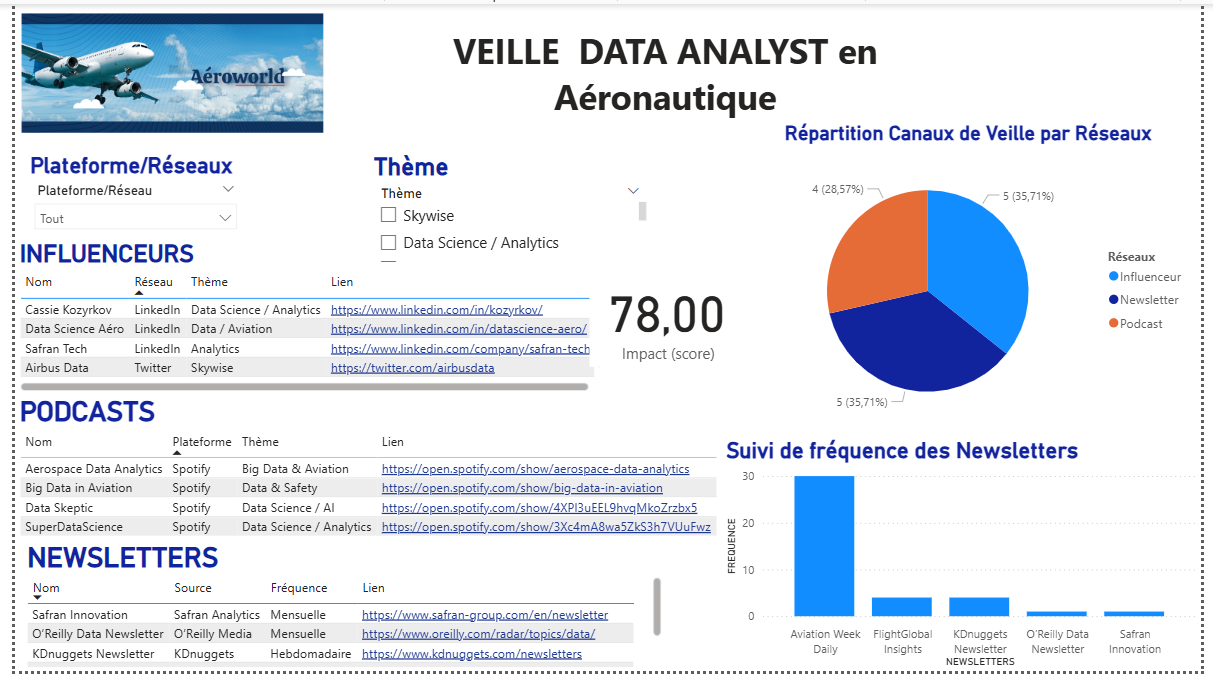 Aéroworld
VEILLE DATA ANALYST en
Aéronautique
Répartition Canaux de Veille par Réseaux
Plateforme/Réseaux
Plateforme/Réseau
Tout
Thème
Thème
Skywise
Data Science / Analytics
4 (28,57%)
5 (35,71%)
5 (35,71%)
Réseaux
Influenceur
Newsletter
Podcast
INFLUENCEURS
Nom Réseau Thème Lien
Cassie Kozyrkov LinkedIn Data Science / Analytics https://www.linkedin.com/in/kozyrkov/
Data Science Aéro LinkedIn Data / Aviation https://www.linkedin.com/in/datascience-aero/
Safran Tech LinkedIn Analytics https://www.linkedin.com/company/safran-tech
Airbus Data Twitter Skywise https://twitter.com/airbusdata
78,00
Impact (score)
PODCASTS
Nom Plateforme Thème Lien
Aerospace Data Analytics Spotify Big Data & Aviation https://open.spotify.com/show/aerospace-data-analytics
Big Data in Aviation Spotify Data & Safety https://open.spotify.com/show/big-data-in-aviation
Data Skeptic Spotify Data Science / AI https://open.spotify.com/show/4XPI3uEEL9hvqMkoZrzbx5
SuperDataScience Spotify Data Science / Analytics https://open.spotify.com/show/3Xc4mA8wa5ZkS3h7VUuFwz
NEWSLETTERS
Nom Source Fréquence Lien
Safran Innovation Safran Analytics Mensuelle https://www.safran-group.com/en/newsletter
O'Reilly Data Newsletter O'Reilly Media Mensuelle https://www.oreilly.com/radar/topics/data/
KDnuggets Newsletter KDnuggets Hebdomadaire https://www.kdnuggets.com/newsletters
Suivi de fréquence des Newsletters
FREQUENCE
30
20
10
0
Aviation Week Daily
FlightGlobal Insights
KDnuggets Newsletter
O'Reilly Data Newsletter
Safran Innovation
NEWSLETTERS